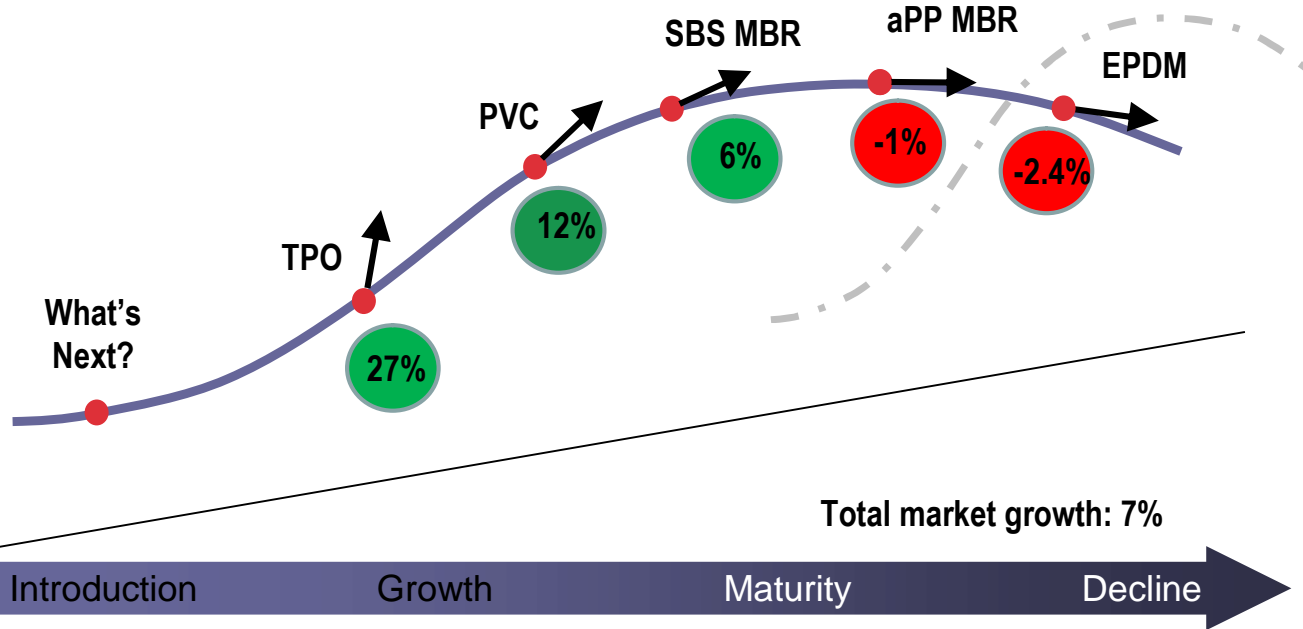 SBS MBR
aPP MBR
EPDM
PVC
6%
-1%
-2.4%
12%
TPO
What's
Next?
27%
Total market growth: 7%
Introduction
Growth
Maturity
Decline